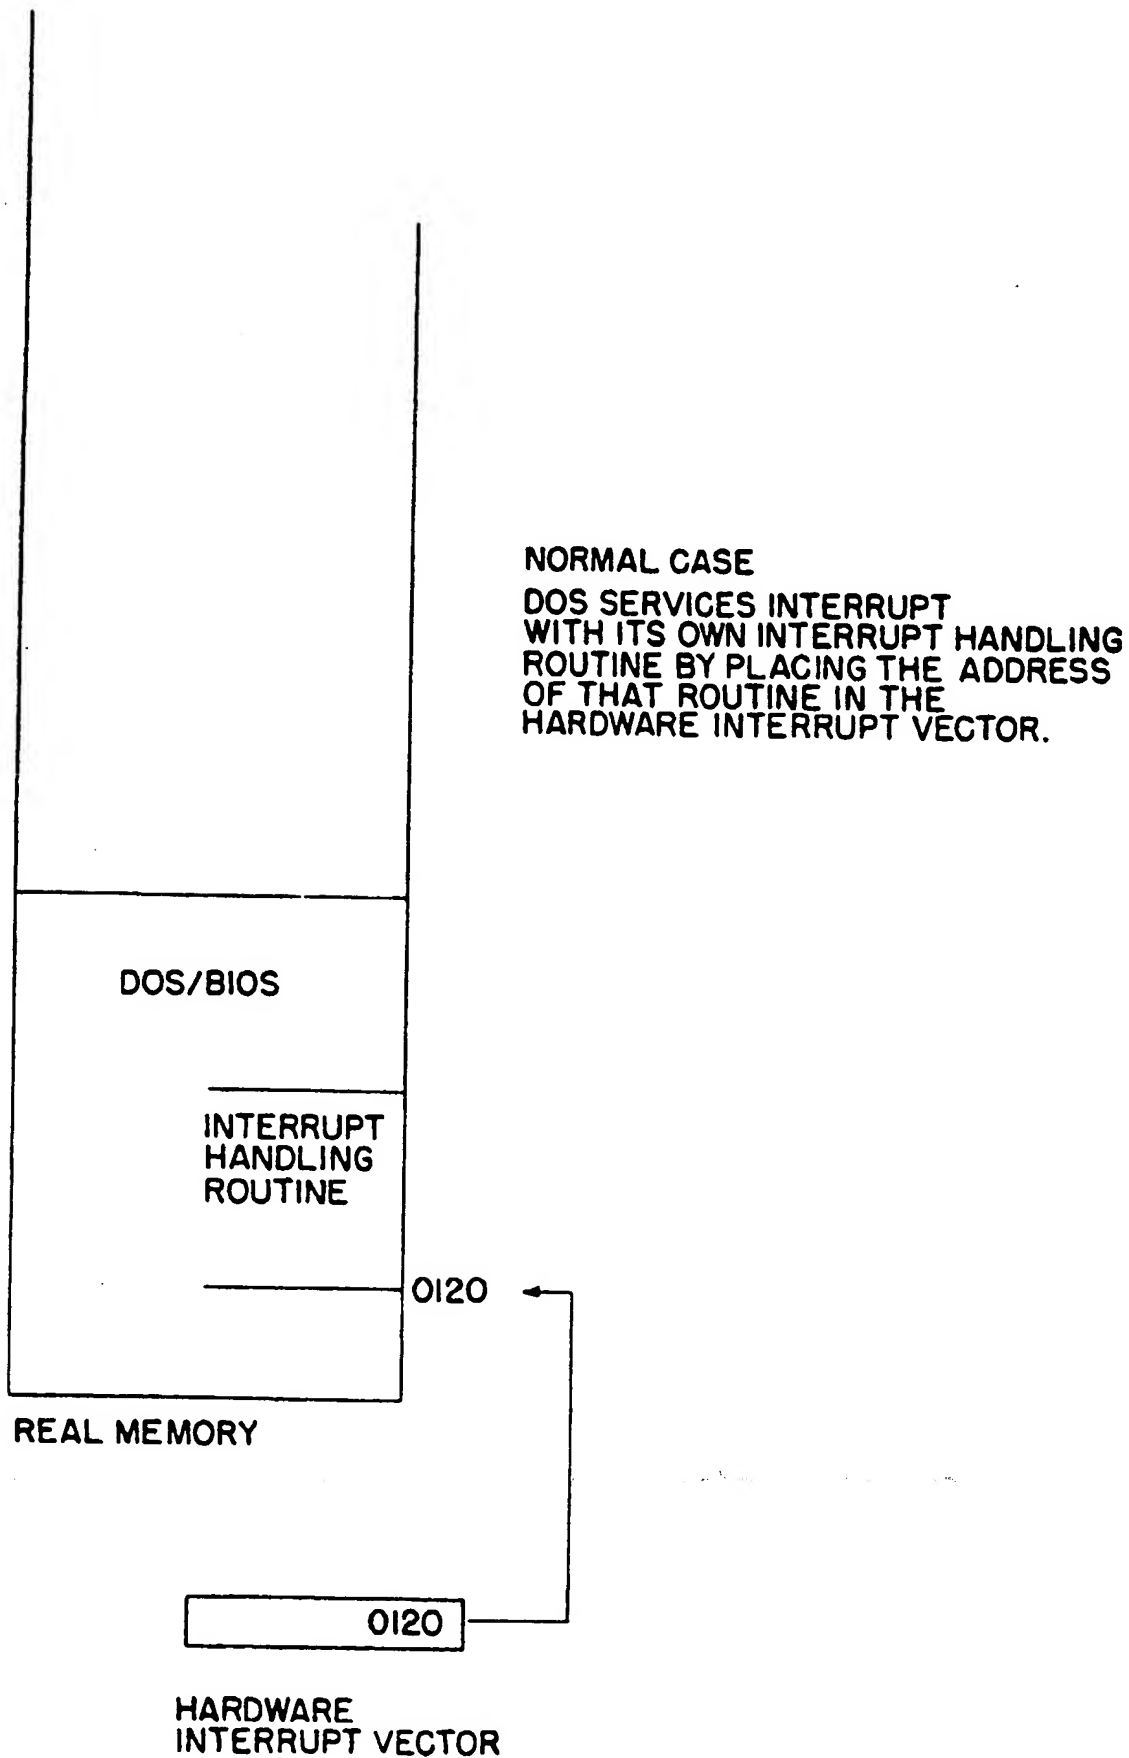 NORMAL CASE
DOS SERVICES INTERRUPT
WITH ITS OWN INTERRUPT HANDLING
ROUTINE BY PLACING THE ADDRESS
OF THAT ROUTINE IN THE
HARDWARE INTERRUPT VECTOR.
DOS/BIOS
INTERRUPT
HANDLING
ROUTINE
0120
REAL MEMORY
0120
HARDWARE
INTERRUPT VECTOR